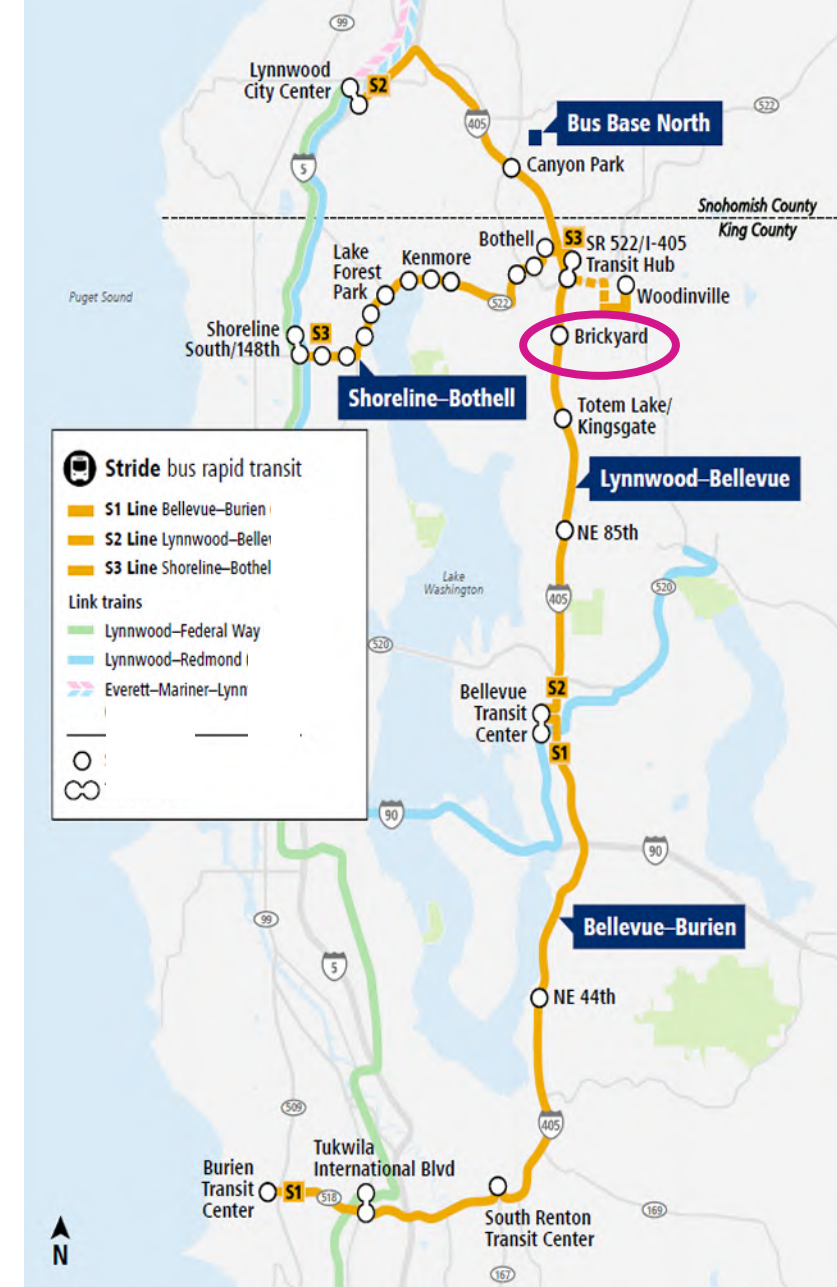 99
Lynnwood
City Center
S2
405
522
Bus Base North
Canyon Park
5
Snohomish County
King County
Bothell
S3
SR 522/I-405
Transit Hub
Lake
Forest
Park
Kenmore
522
Woodinville
Puget Sound
Shoreline
South/148th
S3
Brickyard
Shoreline–Bothell
Totem Lake/
Kingsgate
Lynnwood–Bellevue
Stride bus rapid transit
S1 Line Bellevue–Burien (
S2 Line Lynnwood–Bellev
S3 Line Shoreline–Bothel
Link trains
Lynnwood–Federal Way
Lynnwood–Redmond (
Everett–Mariner–Lynn
NE 85th
Lake
Washington
405
520
520
Bellevue
Transit
Center
S2
S1
90
90
Bellevue–Burien
99
5
NE 44th
509
405
Tukwila
International Blvd
Burien
Transit
Center
S1
518
South Renton
Transit Center
169
167
N